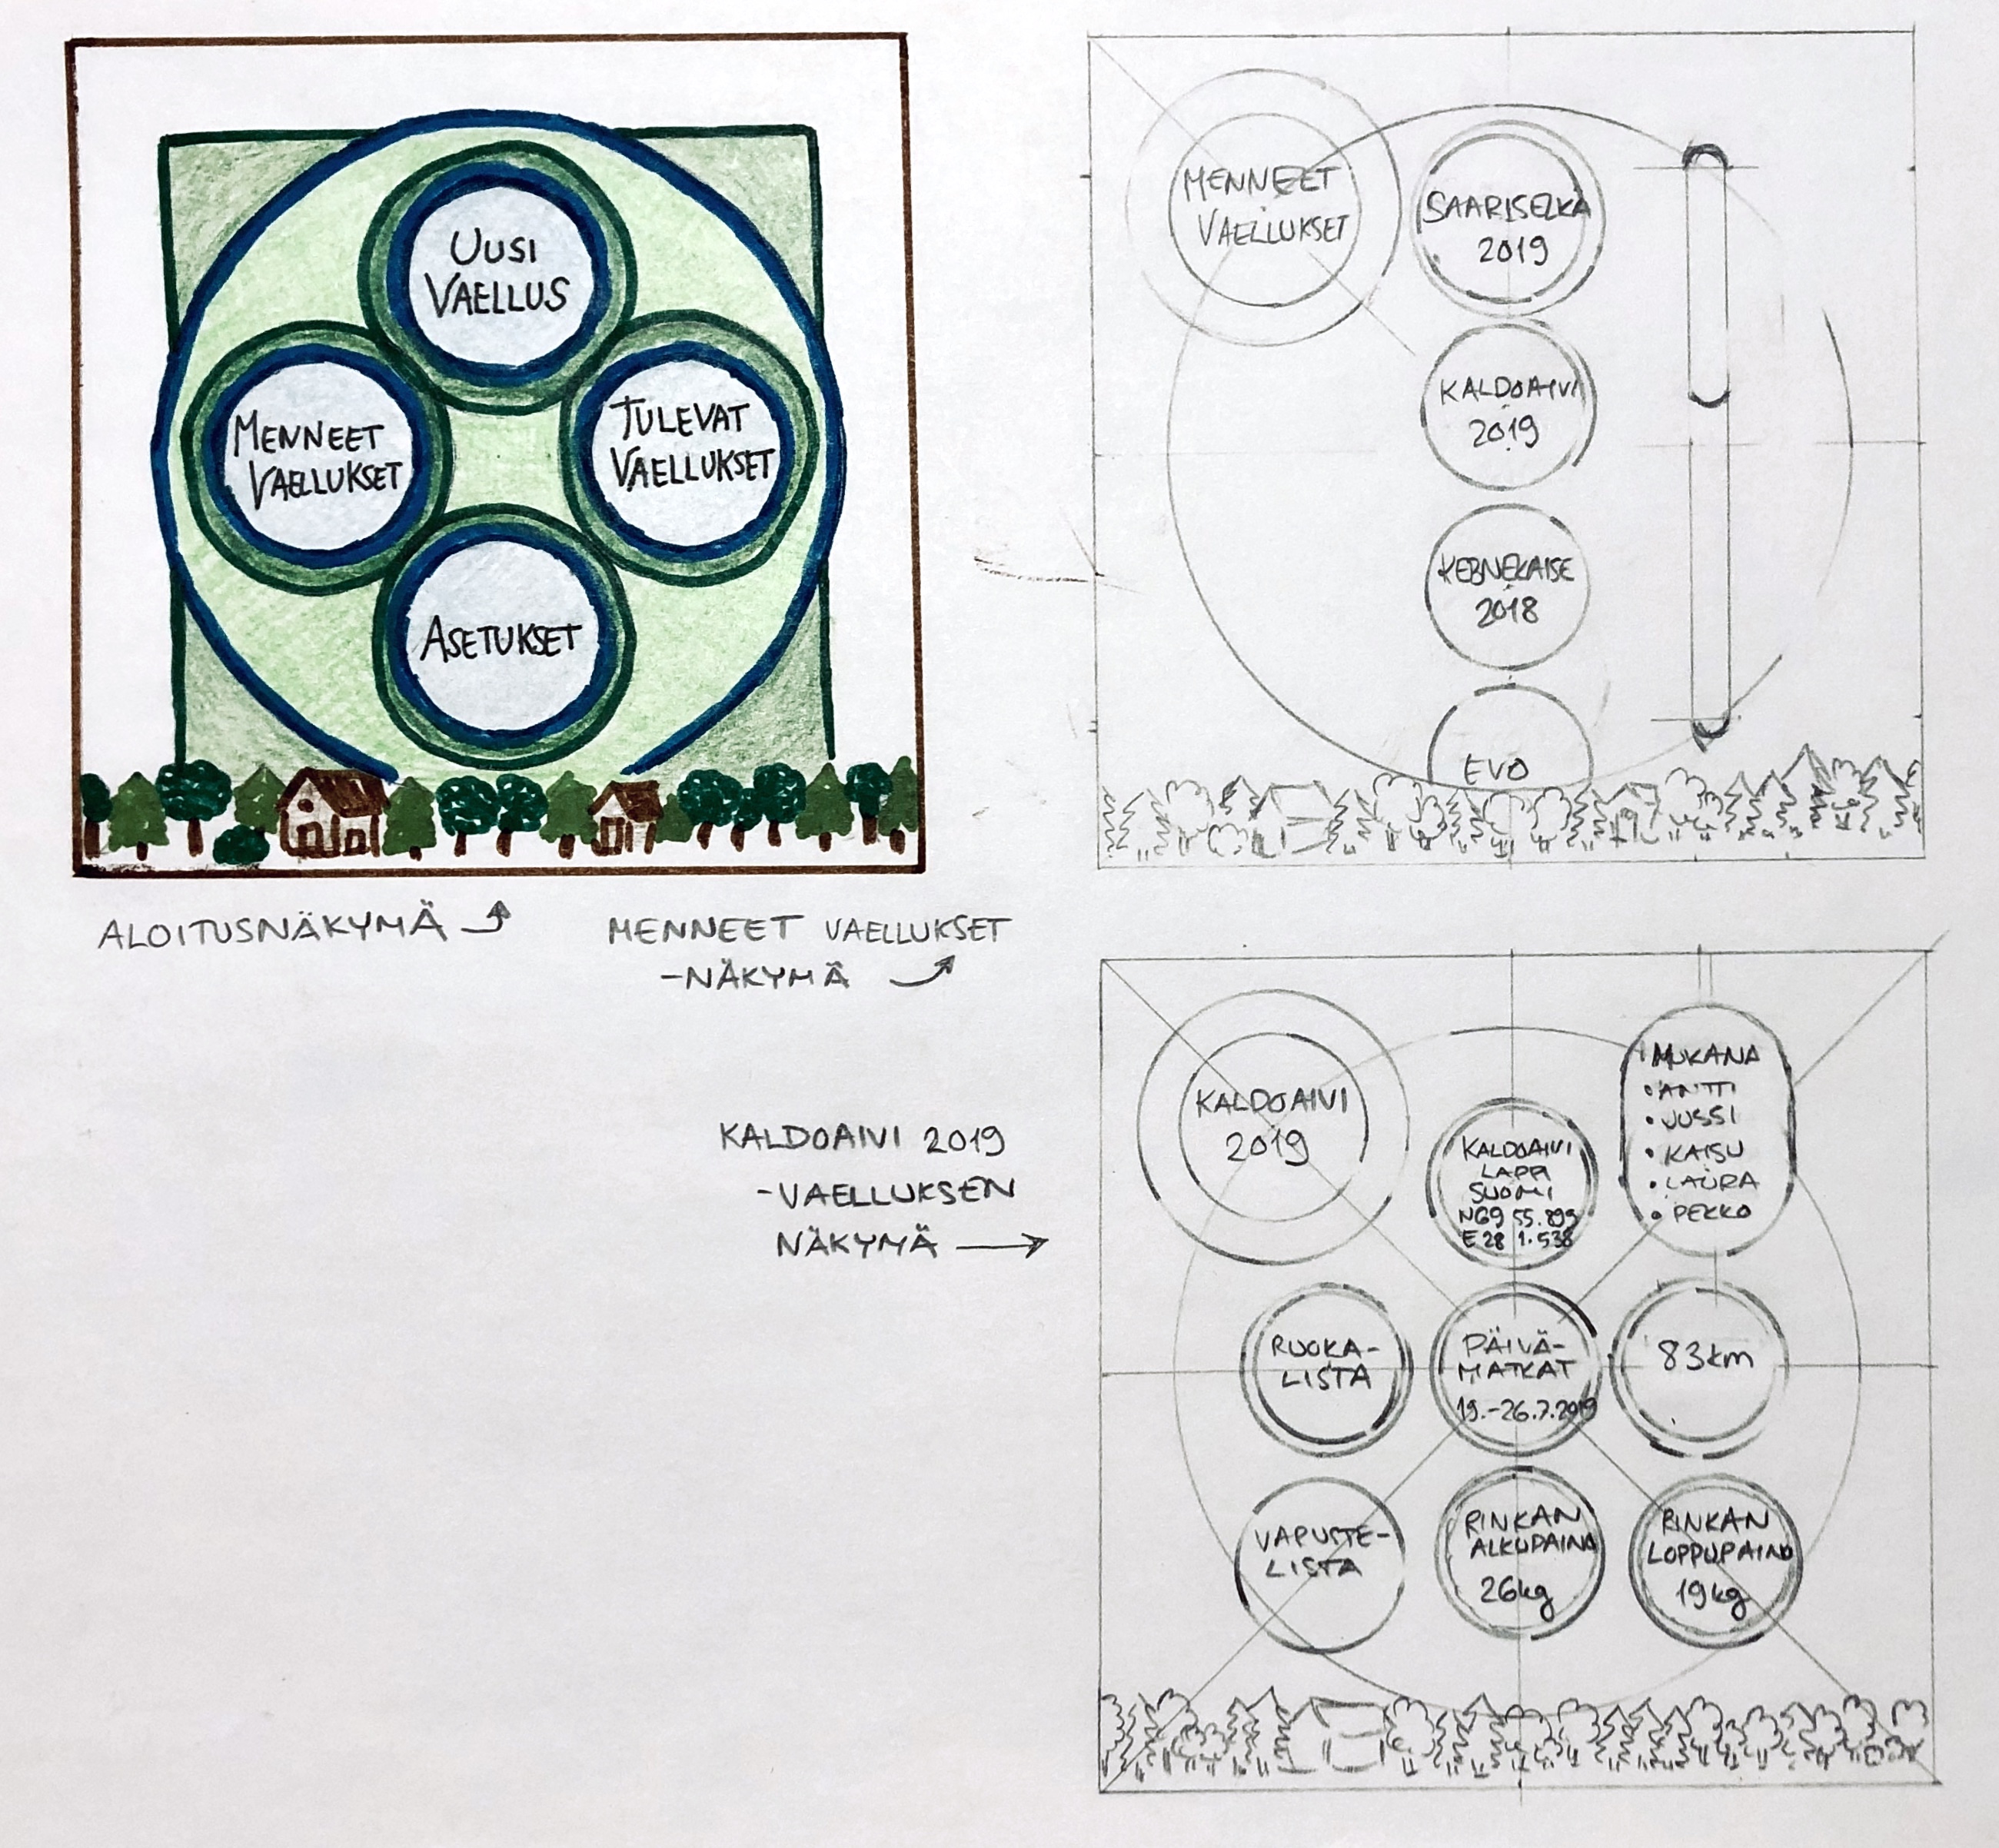 UUSI
VAELLUS
MENNEET
VAELLUKSET
TULEVAT
VAELLUKSET
ASETUKSET
ALOITUSNÄKYMÄ
MENNEET VAELLUKSET
-NÄKYMÄ
MENNEET
VAELLUKSET
SAARISELKÄ
2019
KALDOAIVI
2019
KEBNEKAISE
2018
EVO
KALDOAIVI 2019
-VAELLUKSEN
NÄKYMÄ
KALDOAIVI
2019
KALDOAIVI
LAPPI
SUOMI
N69 55.899
E28 1.538
MUKANA
•ANTTI
•JUSSI
•KAISU
•LAURA
•PEKKO
RUOKA-
LISTA
PÄIVÄ-
MATKAT
19.-26.7.2019
83km
VARUSTE-
LISTA
RINKAN
ALKUPAINO
26kg
RINKAN
LOPPUPAINO
19kg